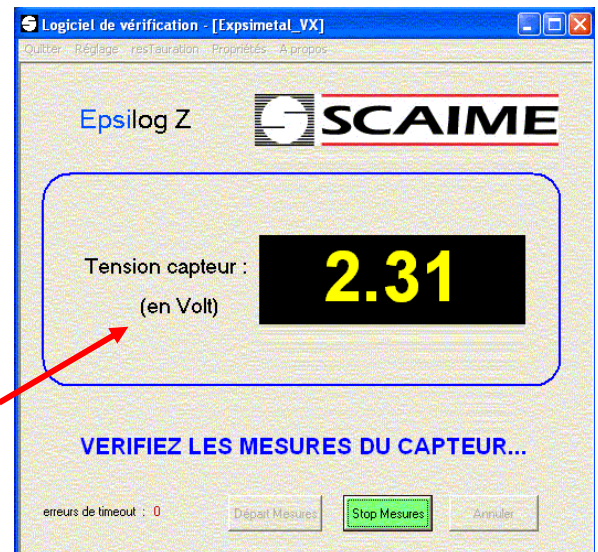 Logiciel de vérification - [Expsimetal_VX]
Quitter Réglage resTauration Propriétés A propos
Epsilog Z
SCAIME
Tension capteur :
(en Volt)
2.31
VERIFIEZ LES MESURES DU CAPTEUR...
erreurs de timeout : 0
Départ Mesures Stop Mesures Annuler